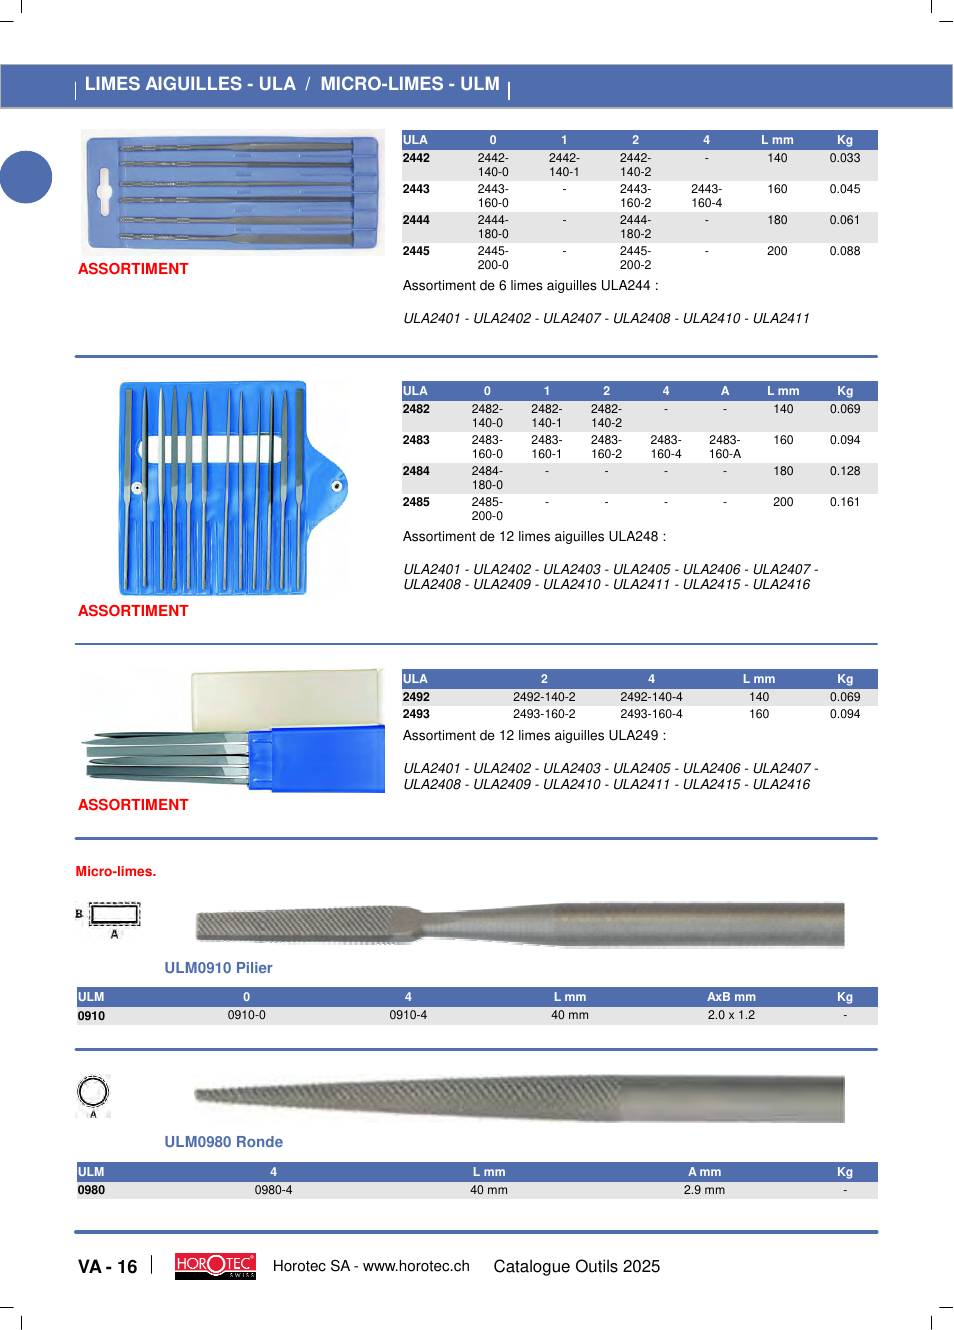 LIMES AIGUILLES - ULA / MICRO-LIMES - ULM
ASSORTIMENT
ULA 0 1 2 4 L mm Kg
2442 2442- 2442- 2442- - 140 0.033
140-0 140-1 140-2
2443 2443- - 2443- 2443- 160 0.045
160-0 160-2 160-4
2444 2444- - 2444- - 180 0.061
180-0 180-2
2445 2445- - 2445- - 200 0.088
200-0 200-2
Assortiment de 6 limes aiguilles ULA244 :
ULA2401 - ULA2402 - ULA2407 - ULA2408 - ULA2410 - ULA2411
ASSORTIMENT
ULA 0 1 2 4 A L mm Kg
2482 2482- 2482- 2482- - - 140 0.069
140-0 140-1 140-2
2483 2483- 2483- 2483- 2483- 2483- 160 0.094
160-0 160-1 160-2 160-4 160-A
2484 2484- - - - - 180 0.128
180-0
2485 2485- - - - - 200 0.161
200-0
Assortiment de 12 limes aiguilles ULA248 :
ULA2401 - ULA2402 - ULA2403 - ULA2405 - ULA2406 - ULA2407 -
ULA2408 - ULA2409 - ULA2410 - ULA2411 - ULA2415 - ULA2416
ASSORTIMENT
ULA 2 4 L mm Kg
2492 2492-140-2 2492-140-4 140 0.069
2493 2493-160-2 2493-160-4 160 0.094
Assortiment de 12 limes aiguilles ULA249 :
ULA2401 - ULA2402 - ULA2403 - ULA2405 - ULA2406 - ULA2407 -
ULA2408 - ULA2409 - ULA2410 - ULA2411 - ULA2415 - ULA2416
Micro-limes.
B
A
ULM0910 Pilier
ULM 0 4 L mm AxB mm Kg
0910 0910-0 0910-4 40 mm 2.0 x 1.2 -
A
ULM0980 Ronde
ULM 4 L mm A mm Kg
0980 0980-4 40 mm 2.9 mm -
VA - 16 HOROTEC® SWISS Horotec SA - www.horotec.ch Catalogue Outils 2025